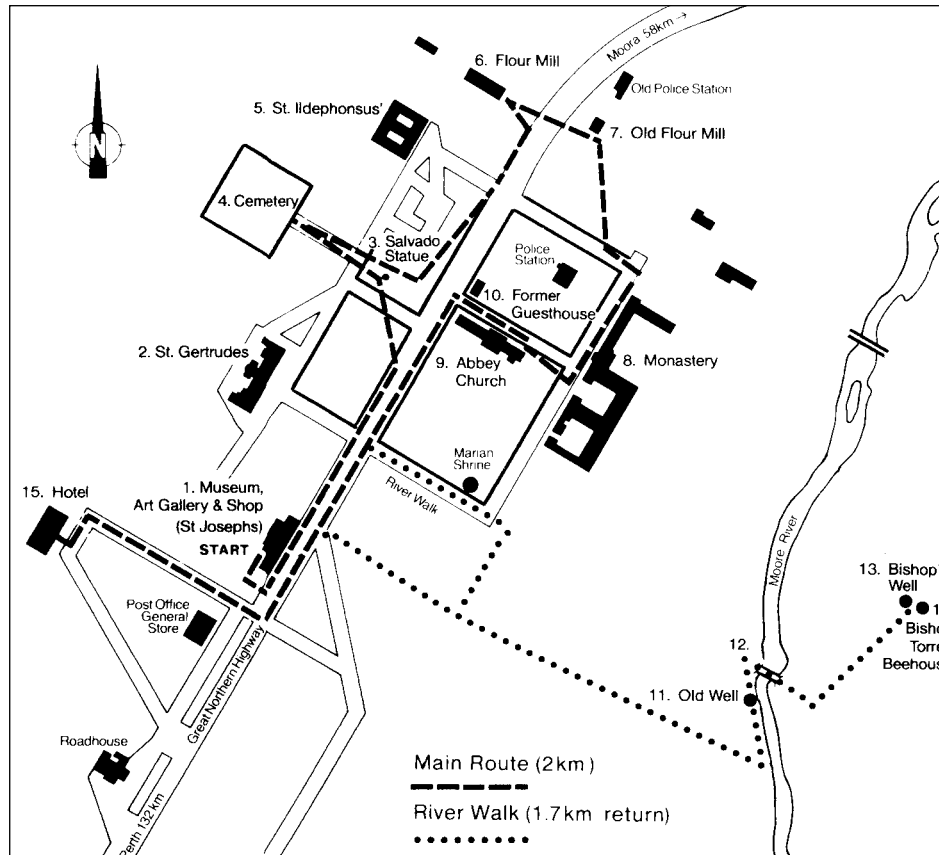 Moora 58km →
6. Flour Mill
Old Police Station
5. St. Ildephonsus'
7. Old Flour Mill
N
4. Cemetery
3. Salvado
Statue
Police
Station
10. Former
Guesthouse
2. St. Gertrudes
9. Abbey
Church
8. Monastery
Marian
Shrine
River Walk
15. Hotel
1. Museum,
Art Gallery & Shop
(St Josephs)
START
Moore River
13. Bishop'
Well
Post Office
General
Store
Great Northern Highway
12.
11. Old Well
Roadhouse
Perth 132 km
Main Route (2km)
River Walk (1.7km return)